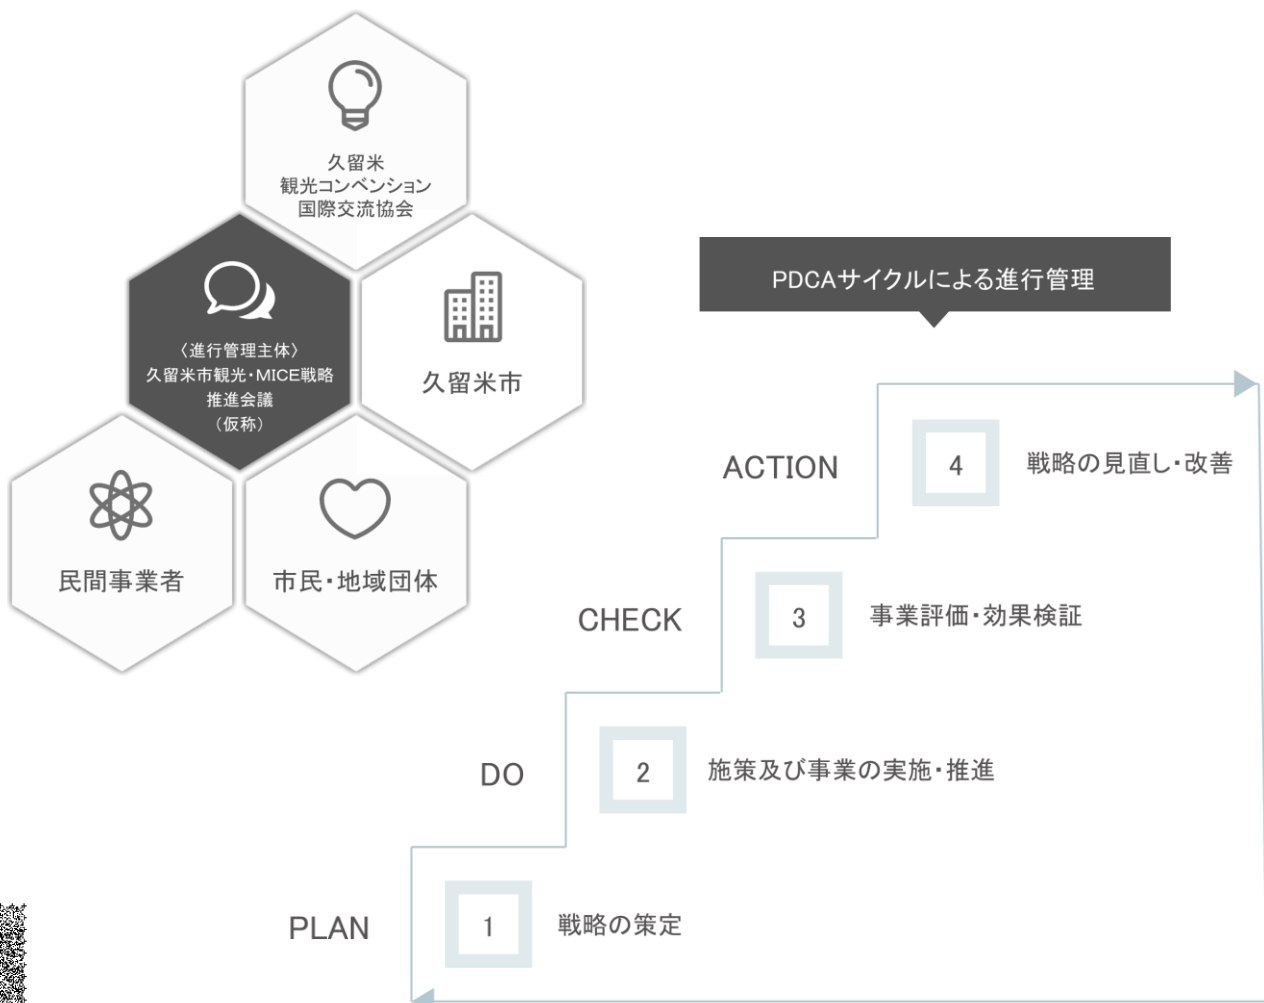 久留米
観光コンベンション
国際交流協会
〈進行管理主体〉
久留米市観光・MICE戦略
推進会議
（仮称）
久留米市
民間事業者
市民・地域団体
PDCAサイクルによる進行管理
ACTION
4
戦略の見直し・改善
CHECK
3
事業評価・効果検証
DO
2
施策及び事業の実施・推進
PLAN
1
戦略の策定